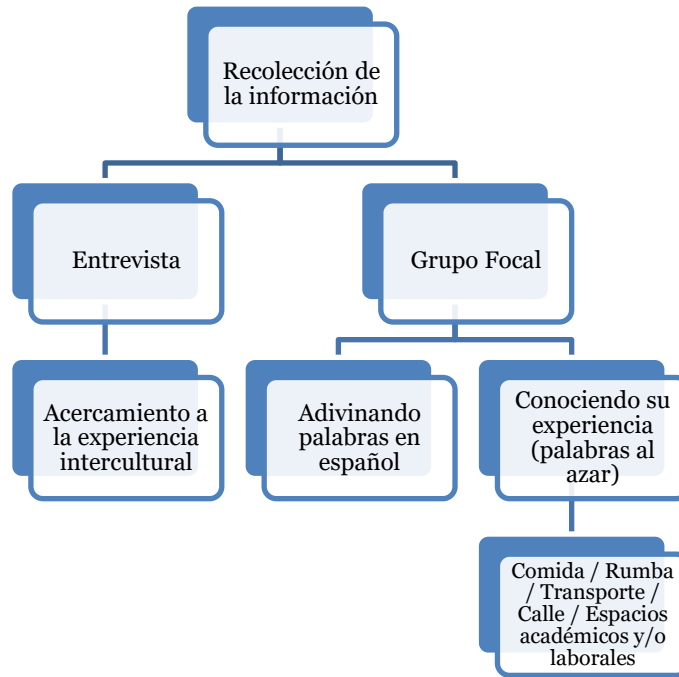 Recolección de
la información
Entrevista
Grupo Focal
Acercamiento a
la experiencia
intercultural
Adivinando
palabras en
español
Conociendo su
experiencia
(palabras al
azar)
Comida / Rumba
/ Transporte /
Calle / Espacios
académicos y/o
laborales